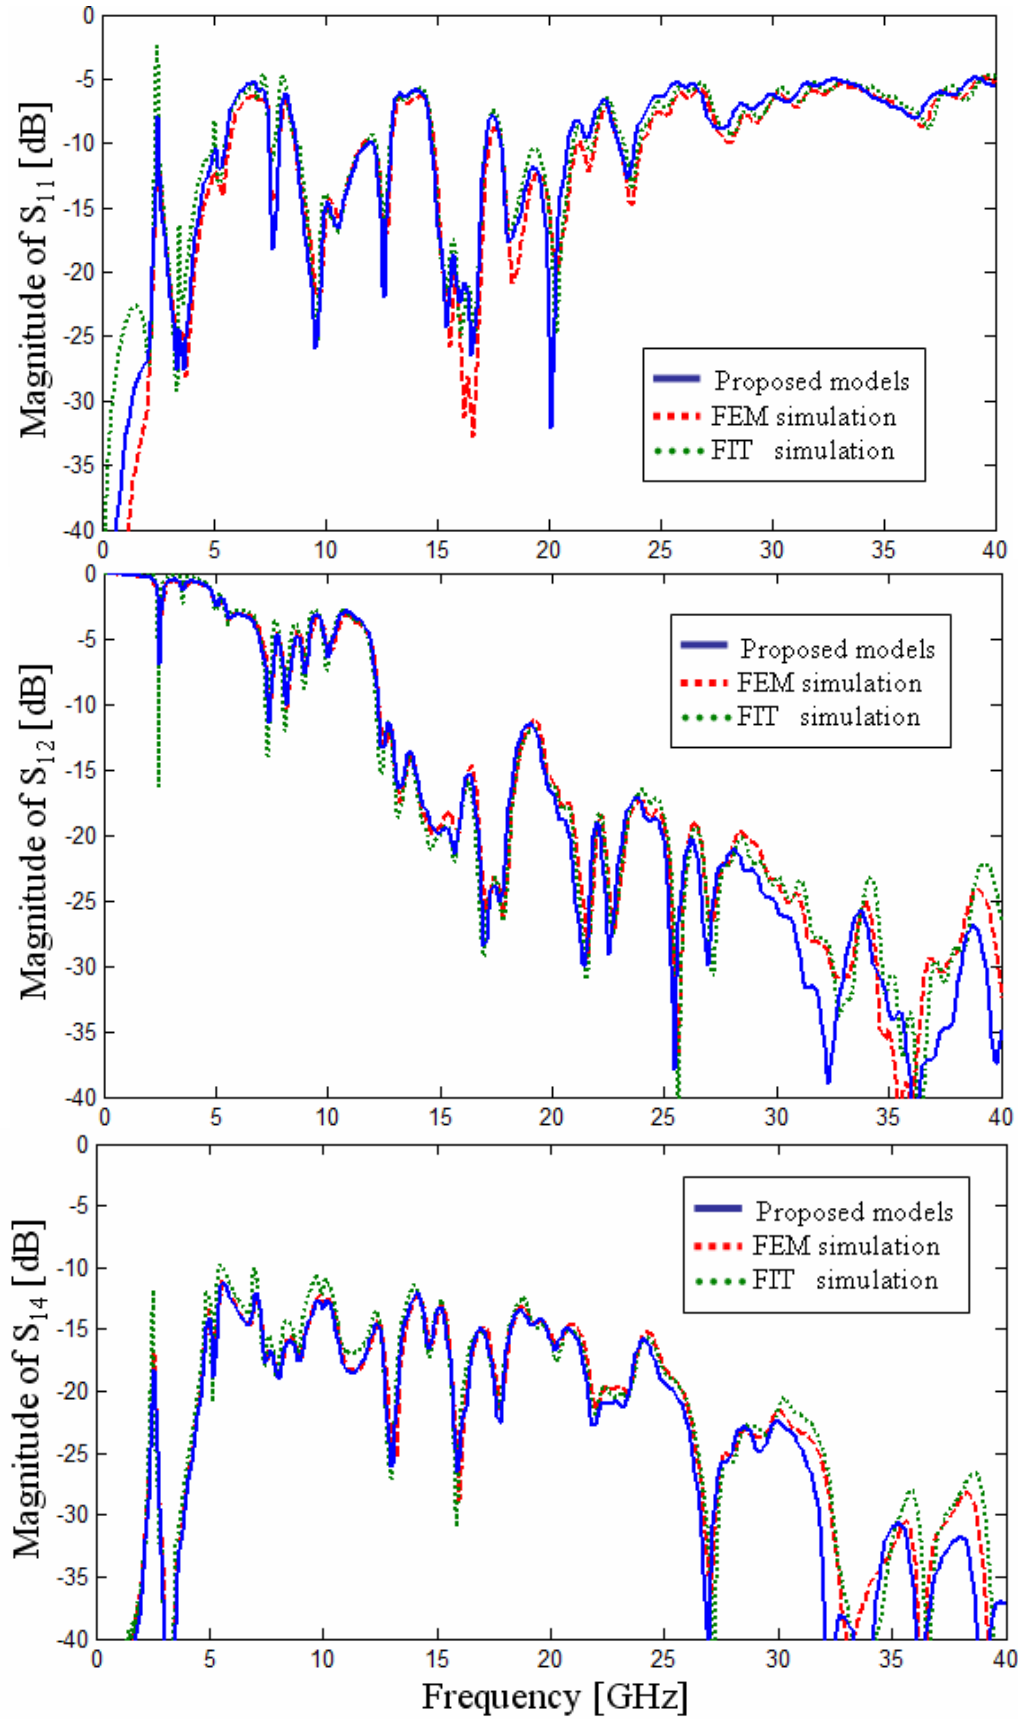 0
-5
-10
-15
-20
-25
-30
-35
-40
Magnitude of S11 [dB]
Proposed models
FEM simulation
FIT simulation
0 5 10 15 20 25 30 35 40
0
-5
-10
-15
-20
-25
-30
-35
-40
Magnitude of S12 [dB]
Proposed models
FEM simulation
FIT simulation
0 5 10 15 20 25 30 35 40
0
-5
-10
-15
-20
-25
-30
-35
-40
Magnitude of S14 [dB]
Proposed models
FEM simulation
FIT simulation
0 5 10 15 20 25 30 35 40
Frequency [GHz]